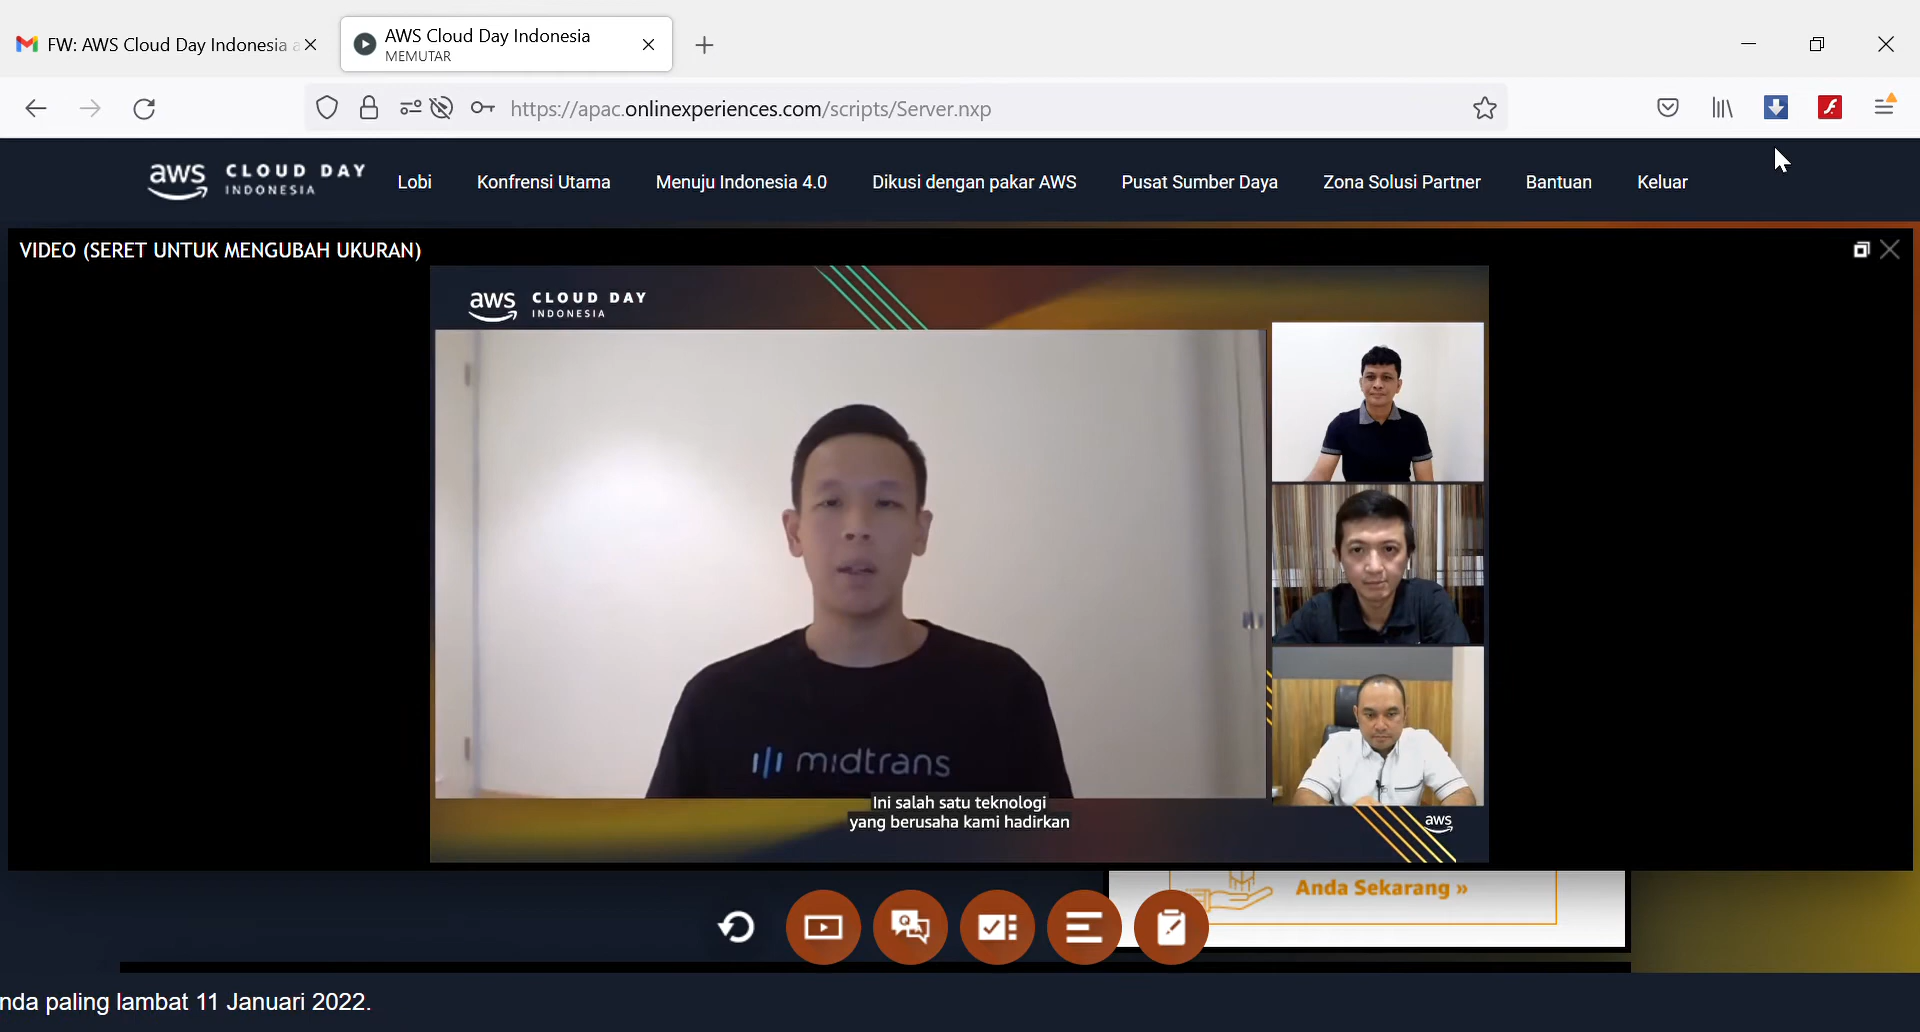 FW: AWS Cloud Day Indonesia a
AWS Cloud Day Indonesia
MEMUTAR
https://apac.onlinexperiences.com/scripts/Server.nxp
aws CLOUD DAY
INDONESIA
Lobi
Konfrensi Utama
Menuju Indonesia 4.0
Dikusi dengan pakar AWS
Pusat Sumber Daya
Zona Solusi Partner
Bantuan
Keluar
VIDEO (SERET UNTUK MENGUBAH UKURAN)
aws CLOUD DAY
INDONESIA
midtrans
Ini salah satu teknologi
yang berusaha kami hadirkan
aws
Anda Sekarang »
nda paling lambat 11 Januari 2022.